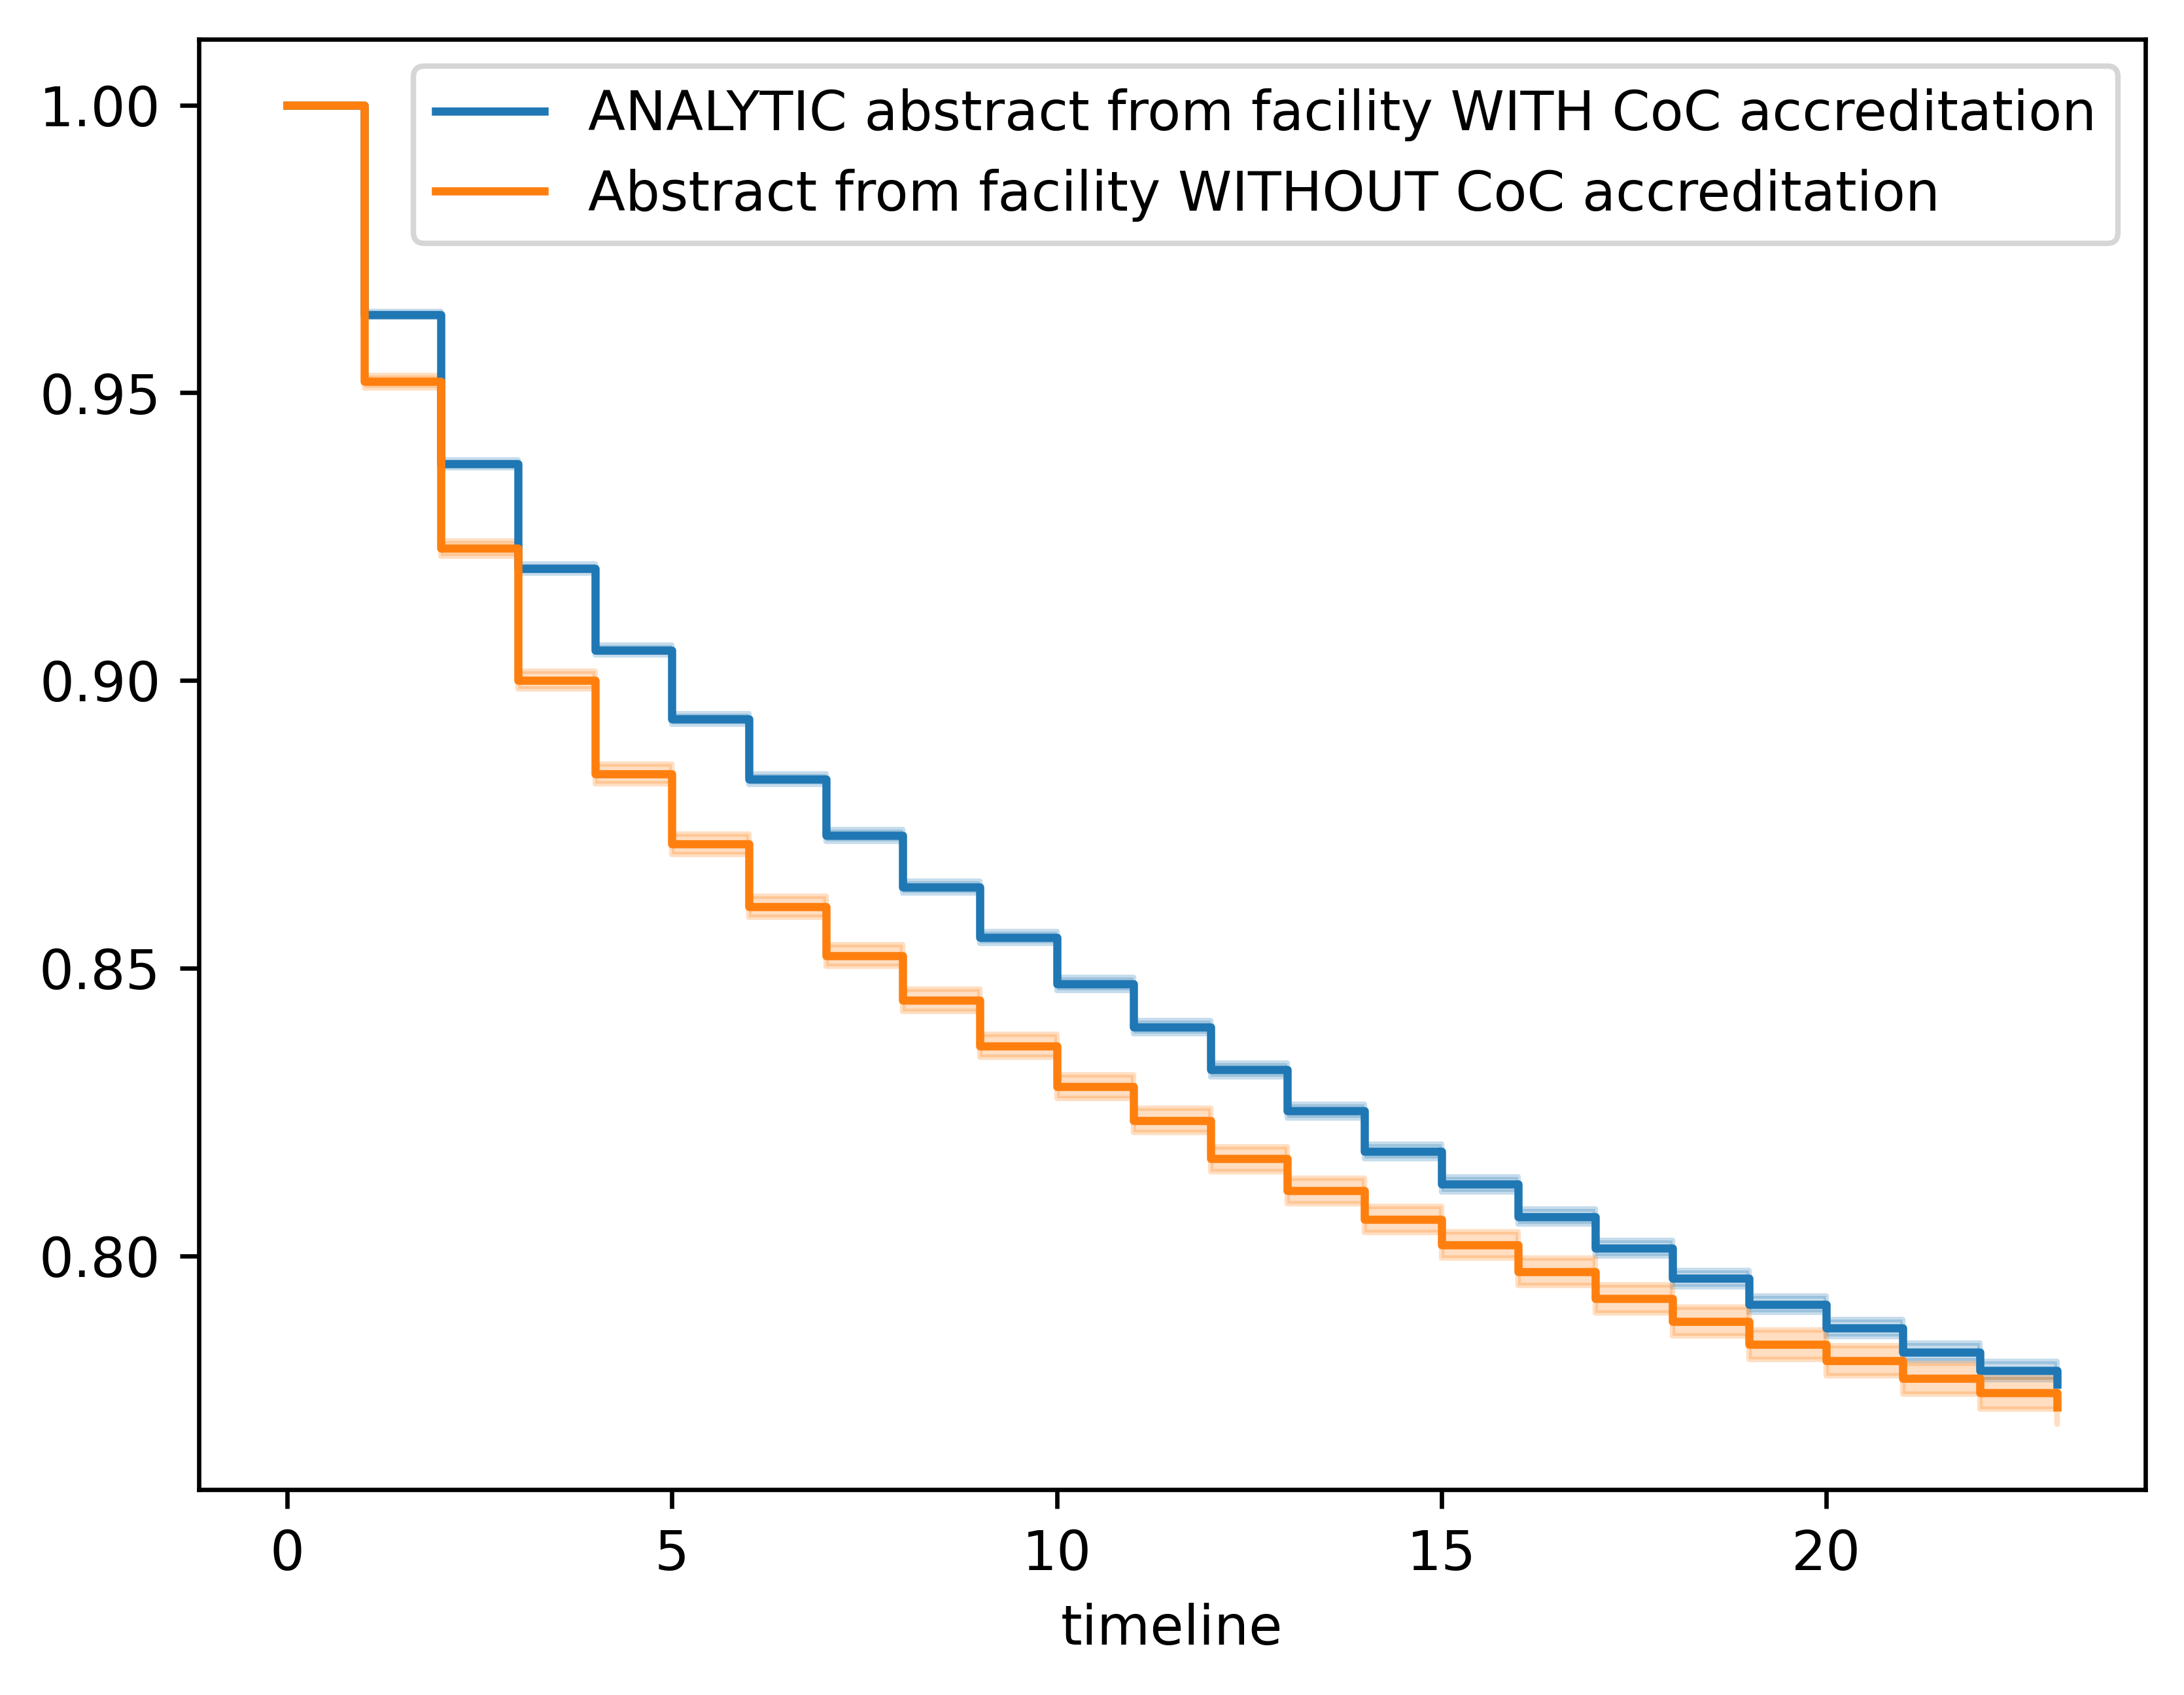 ANALYTIC abstract from facility WITH CoC accreditation
Abstract from facility WITHOUT CoC accreditation
1.00
0.95
0.90
0.85
0.80
0 5 10 15 20
timeline